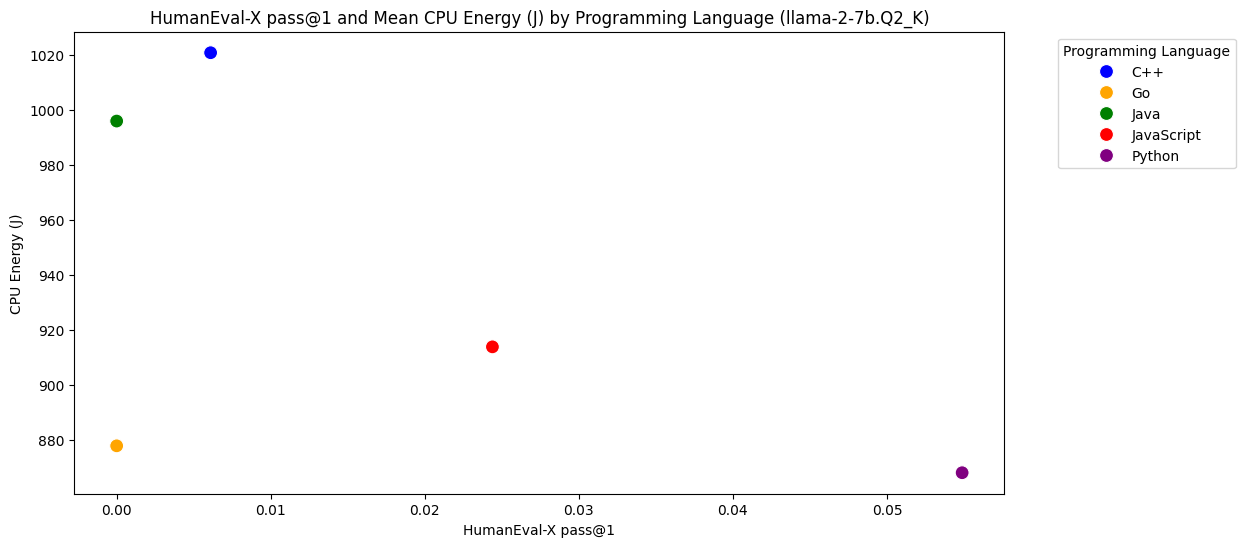 HumanEval-X pass@1 and Mean CPU Energy (J) by Programming Language (llama-2-7b.Q2_K)
CPU Energy (J)
1020
1000
980
960
940
920
900
880
0.00
0.01
0.02
0.03
0.04
0.05
HumanEval-X pass@1
Programming Language
C++
Go
Java
JavaScript
Python